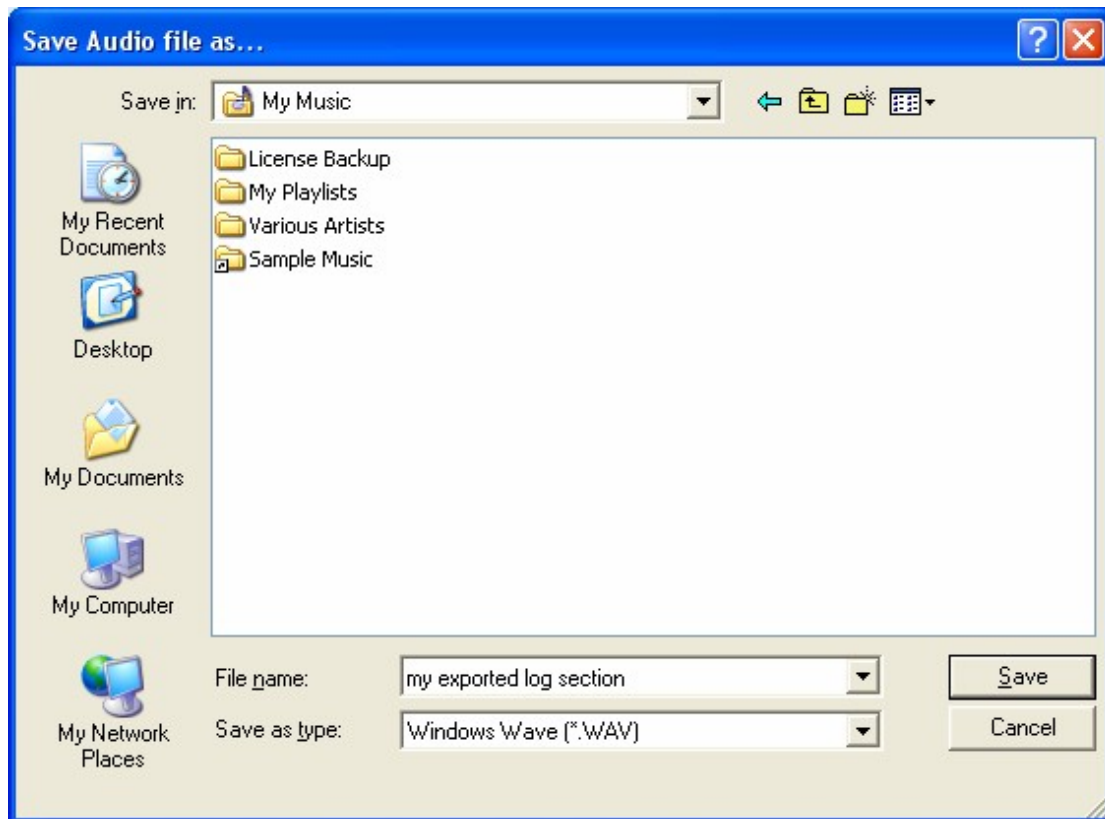 Save Audio file as...
Save in:
My Music
My Recent
Documents
Desktop
My Documents
My Computer
My Network
Places
License Backup
My Playlists
Various Artists
Sample Music
File name:
my exported log section
Save
Save as type:
Windows Wave (*.WAV)
Cancel